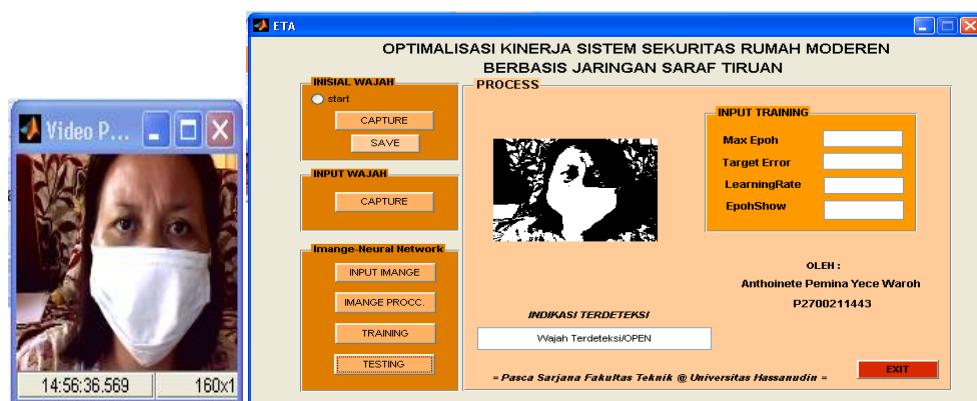 Video P...
14:56:36.569
160x1
ETA
OPTIMALISASI KINERJA SISTEM SEKURITAS RUMAH MODEREN
BERBASIS JARINGAN SARAF TIRUAN
INISIAL WAJAH
start
CAPTURE
SAVE
INPUT WAJAH
CAPTURE
Imange-Neural Network
INPUT IMANGE
IMANGE PROCC.
TRAINING
TESTING
PROCESS
INPUT TRAINING
Max Epoh
Target Error
LearningRate
EpohShow
OLEH :
Anthoinete Pemina Yece Waroh
P2700211443
INDIKASI TERDETEKSI
Wajah Terdeteksi/OPEN
EXIT
= Pasca Sarjana Fakultas Teknik @ Universitas Hassanudin =